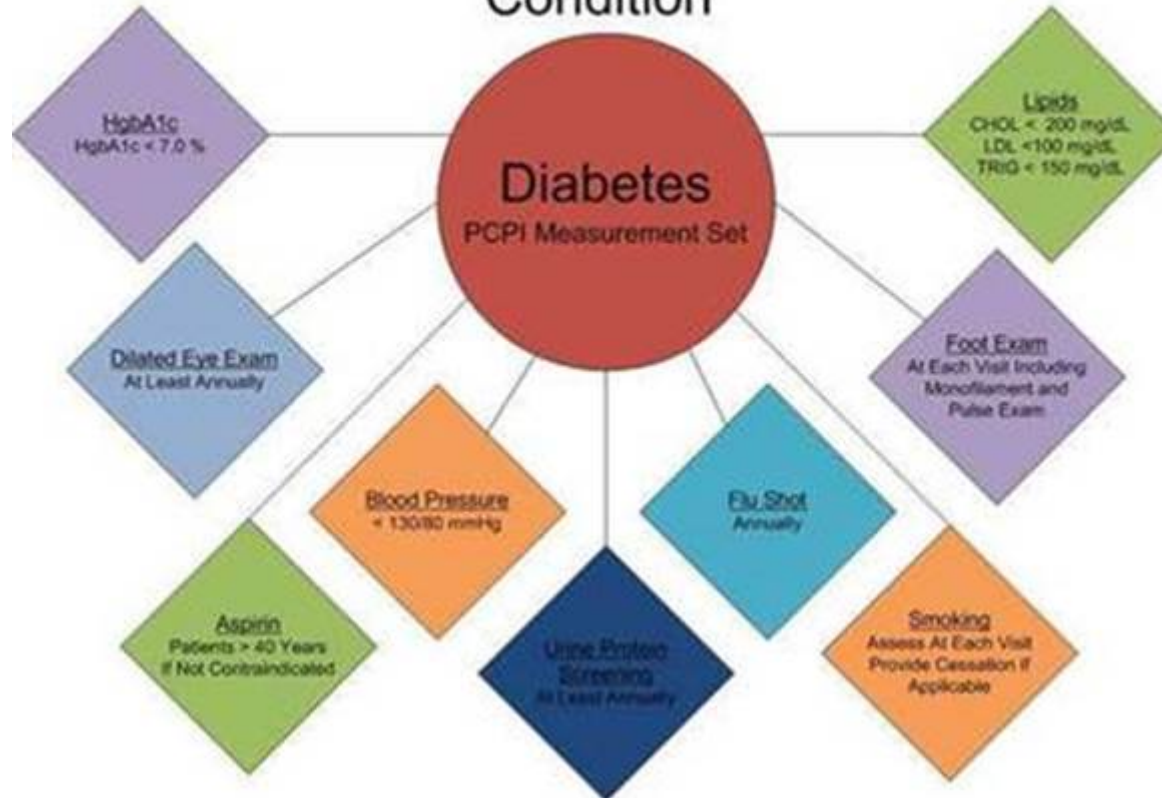 Condition
Diabetes
PCPI Measurement Set
HgbA1c
HgbA1c < 7.0 %
Lipids
CHOL < 200 mg/dL
LDL <100 mg/dL
TRIG < 150 mg/dL
Dilated Eye Exam
At Least Annually
Foot Exam
At Each Visit Including
Monofilament and
Pulse Exam
Blood Pressure
< 130/80 mmHg
Flu Shot
Annually
Aspirin
Patients > 40 Years
If Not Contraindicated
Urine Protein
Screening
At Least Annually
Smoking
Assess At Each Visit
Provide Cessation If
Applicable